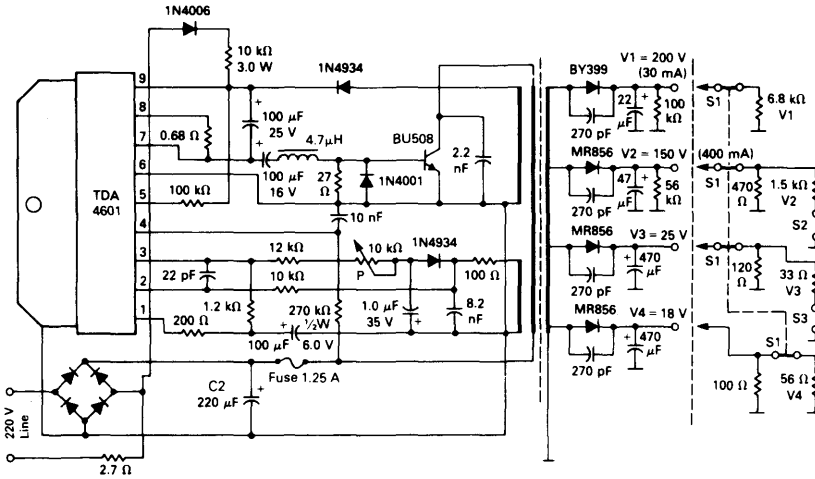 1N4006
10 kΩ
3.0 W
1N4934
BY399
V1 = 200 V
(30 mA)
9
8
7
6
5
4
3
2
1
TDA
4601
0.68 Ω
100 μF
25 V
4.7μH
BU508
100 μF
16 V
27
Ω
1N4001
2.2
nF
100 kΩ
10 nF
22 pF
12 kΩ
10 kΩ
P
1N4934
10 kΩ
100 Ω
1.2 kΩ
270 kΩ
½W
1.0 μF
35 V
8.2
nF
200 Ω
100 μF
6.0 V
Fuse 1.25 A
C2
220 μF
220 V
Line
2.7 Ω
270 pF
22
μF
100
kΩ
S1
6.8 kΩ
V1
MR856
V2 = 150 V
(400 mA)
270 pF
47
μF
56
kΩ
S1
470
Ω
1.5 kΩ
V2
S2
MR856
V3 = 25 V
270 pF
470
μF
S1
120
Ω
33 Ω
V3
S3
MR856
V4 = 18 V
270 pF
470
μF
S1
100 Ω
56 Ω
V4
+
+
+
+
+
+
+
+
+